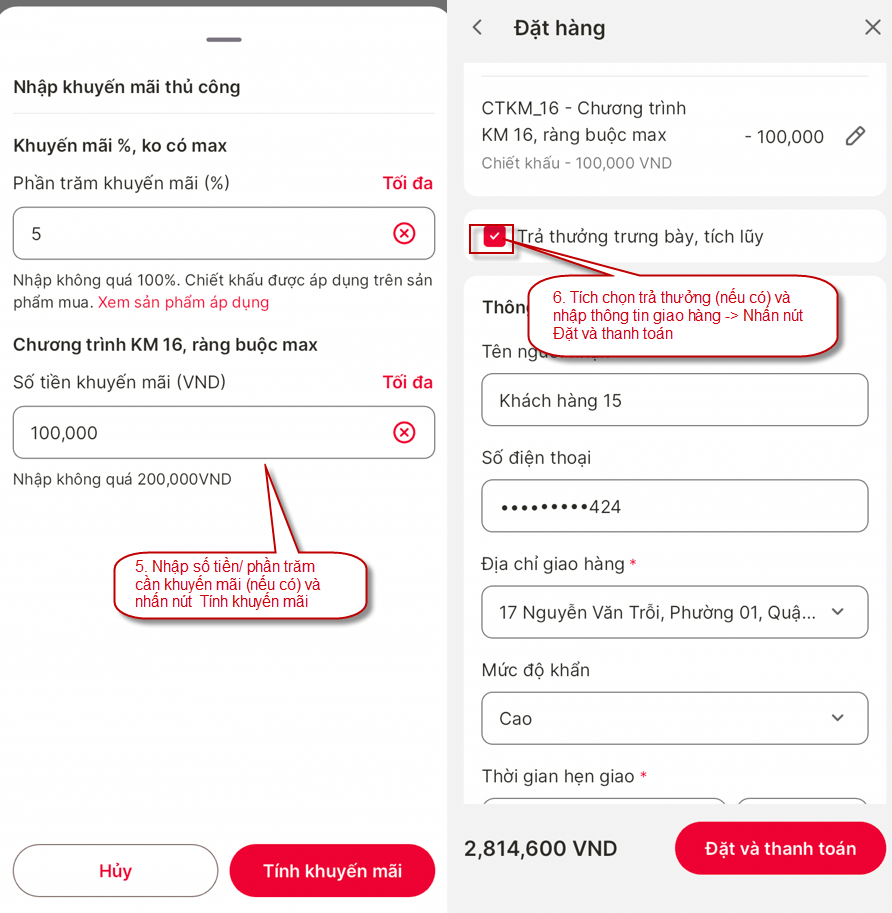 Nhập khuyến mãi thủ công
Khuyến mãi %, ko có max
Phần trăm khuyến mãi (%)
Tối đa
5
Nhập không quá 100%. Chiết khấu được áp dụng trên sản
phẩm mua. Xem sản phẩm áp dụng
Chương trình KM 16, ràng buộc max
Số tiền khuyến mãi (VND)
Tối đa
100,000
Nhập không quá 200,000VND
5. Nhập số tiền/ phần trăm
cần khuyến mãi (nếu có) và
nhấn nút Tính khuyến mãi
Hủy
Tính khuyến mãi
Đặt hàng
CTKM_16 - Chương trình
KM 16, ràng buộc max
- 100,000
Chiết khấu - 100,000 VND
Trả thưởng trưng bày, tích lũy
6. Tích chọn trả thưởng (nếu có) và
nhập thông tin giao hàng -> Nhấn nút
Đặt và thanh toán
Tên
Khách hàng 15
Số điện thoại
•••••••••424
Địa chỉ giao hàng *
17 Nguyễn Văn Trỗi, Phường 01, Quậ...
Mức độ khẩn
Cao
Thời gian hẹn giao *
2,814,600 VND
Đặt và thanh toán